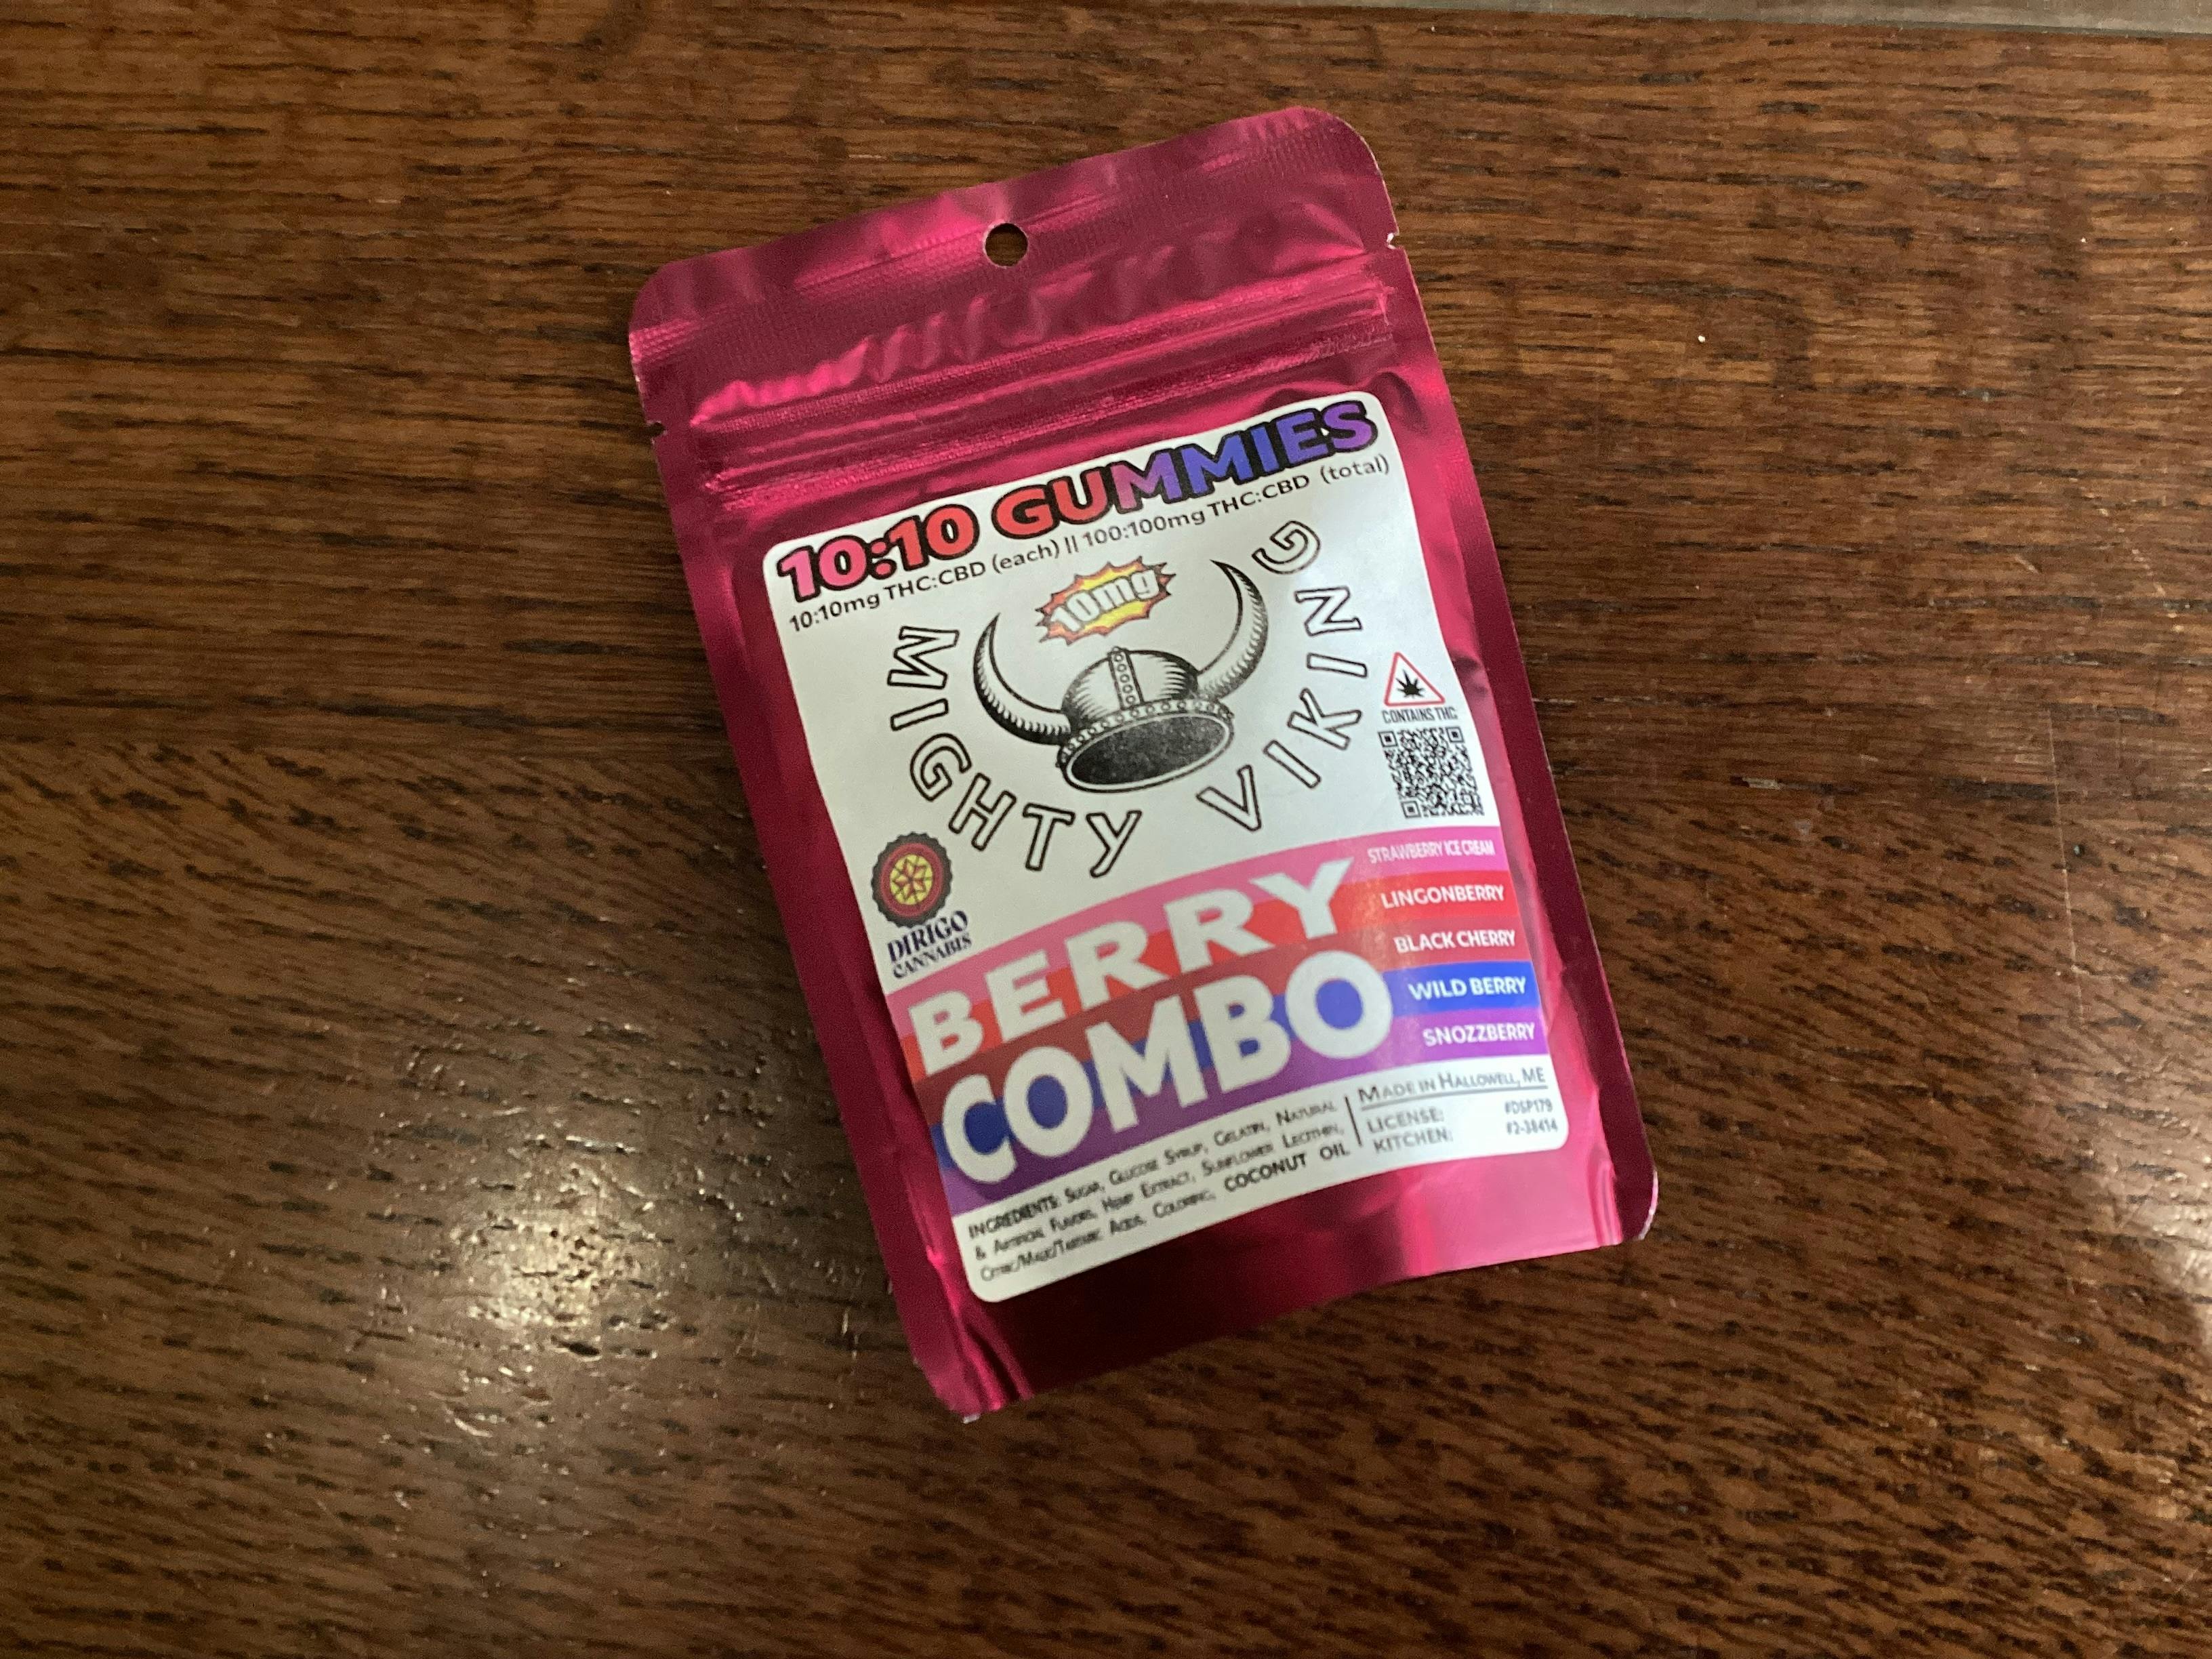 10:10 GUMMIES
10:10mg THC:CBD (each) || 100:100mg THC:CBD (total)
10mg
MIGHTY VIKING
CONTAINS THC
DIRIGO
CANNABIS
BERRY
COMBO
STRAWBERRY ICE CREAM
LINGONBERRY
BLACK CHERRY
WILD BERRY
SNOZZBERRY
INGREDIENTS: SUGAR, GLUCOSE SYRUP, GELATIN, NATURAL
& ARTIFICIAL FLAVORS, HEMP EXTRACT, SUNFLOWER LECITHIN,
CITRIC/MALIC/TARTARIC ACIDS, COLORING, COCONUT OIL
MADE IN HALLOWELL, ME
LICENSE: #DSP179
KITCHEN: #2-38414